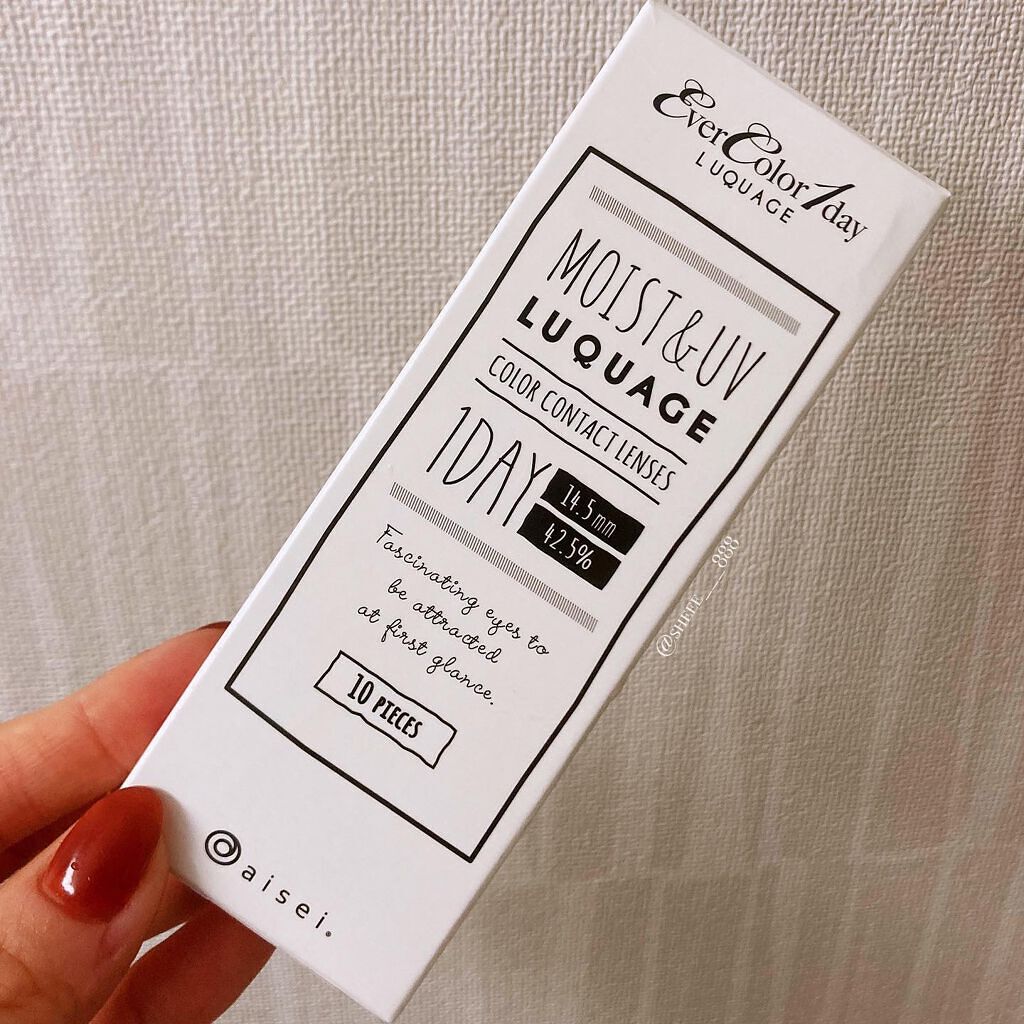 EverColor1day
LUQUAGE
MOIST&UV
LUQUAGE
COLOR CONTACT LENSES
1DAY
14.5mm
42.5%
Fascinating eyes to
be attracted
at first glance.
10 PIECES
aisei.®
@SHEEE___888